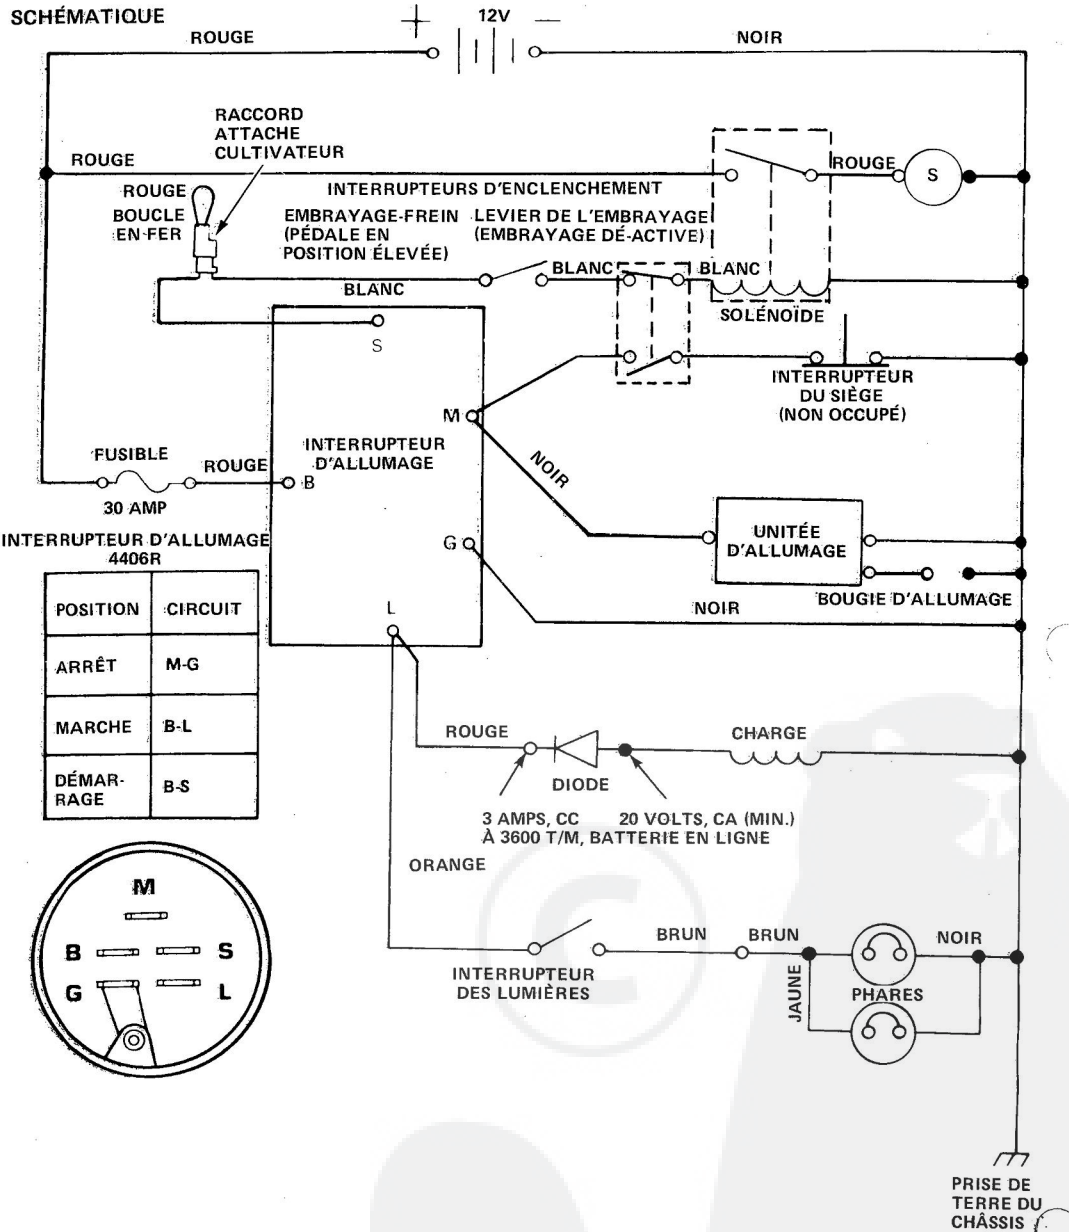 SCHÉMATIQUE
+ 12V −
ROUGE
NOIR
RACCORD
ATTACHE
CULTIVATEUR
ROUGE
ROUGE
S
ROUGE
BOUCLE
EN-FER
INTERRUPTEURS D'ENCLENCHEMENT
EMBRAYAGE-FREIN
(PÉDALE EN
POSITION ÉLEVÉE)
LEVIER DE L'EMBRAYAGE
(EMBRAYAGE DÉ-ACTIVE)
BLANC
BLANC
BLANC
SOLÉNOÏDE
S
INTERRUPTEUR
DU SIÈGE
(NON OCCUPÉ)
M
INTERRUPTEUR
D'ALLUMAGE
FUSIBLE
ROUGE
B
30 AMP
NOIR
UNITÉE
D'ALLUMAGE
G
BOUGIE D'ALLUMAGE
NOIR
L
INTERRUPTEUR D'ALLUMAGE
4406R
POSITION CIRCUIT
ARRÊT M-G
MARCHE B-L
DÉMAR-
RAGE B-S
ROUGE
CHARGE
DIODE
3 AMPS, CC 20 VOLTS, CA (MIN.)
À 3600 T/M, BATTERIE EN LIGNE
ORANGE
M
B S
G L
BRUN
BRUN
NOIR
INTERRUPTEUR
DES LUMIÈRES
JAUNE
PHARES
PRISE DE
TERRE DU
CHÂSSIS
©